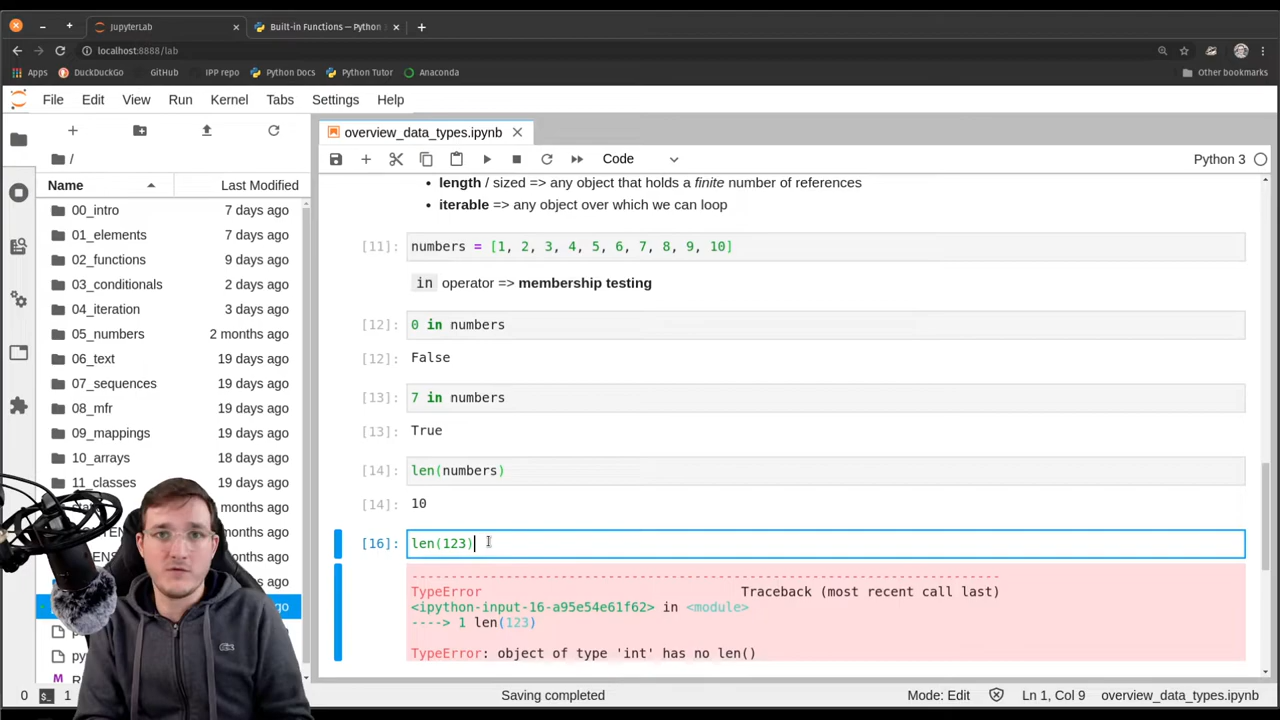 JupyterLab
Built-in Functions — Python
localhost:8888/lab
Apps
DuckDuckGo
GitHub
IPP repo
Python Docs
Python Tutor
Anaconda
Other bookmarks
File Edit View Run Kernel Tabs Settings Help
overview_data_types.ipynb
/
Code
Python 3
Name
Last Modified
00_intro 7 days ago
01_elements 7 days ago
02_functions 9 days ago
03_conditionals 2 days ago
04_iteration 3 days ago
05_numbers 2 months ago
06_text 19 days ago
07_sequences 19 days ago
08_mfr 19 days ago
09_mappings 19 days ago
10_arrays 18 days ago
11_classes
• length / sized => any object that holds a finite number of references
• iterable => any object over which we can loop
[11]: numbers = [1, 2, 3, 4, 5, 6, 7, 8, 9, 10]
in operator => membership testing
[12]: 0 in numbers
[12]: False
[13]: 7 in numbers
[13]: True
[14]: len(numbers)
[14]: 10
[16]: len(123)
---------------------------------------------------------------------------
TypeError Traceback (most recent call last)
<ipython-input-16-a95e54e61f62> in <module>
----> 1 len(123)
TypeError: object of type 'int' has no len()
0
1
Saving completed
Mode: Edit
Ln 1, Col 9
overview_data_types.ipynb